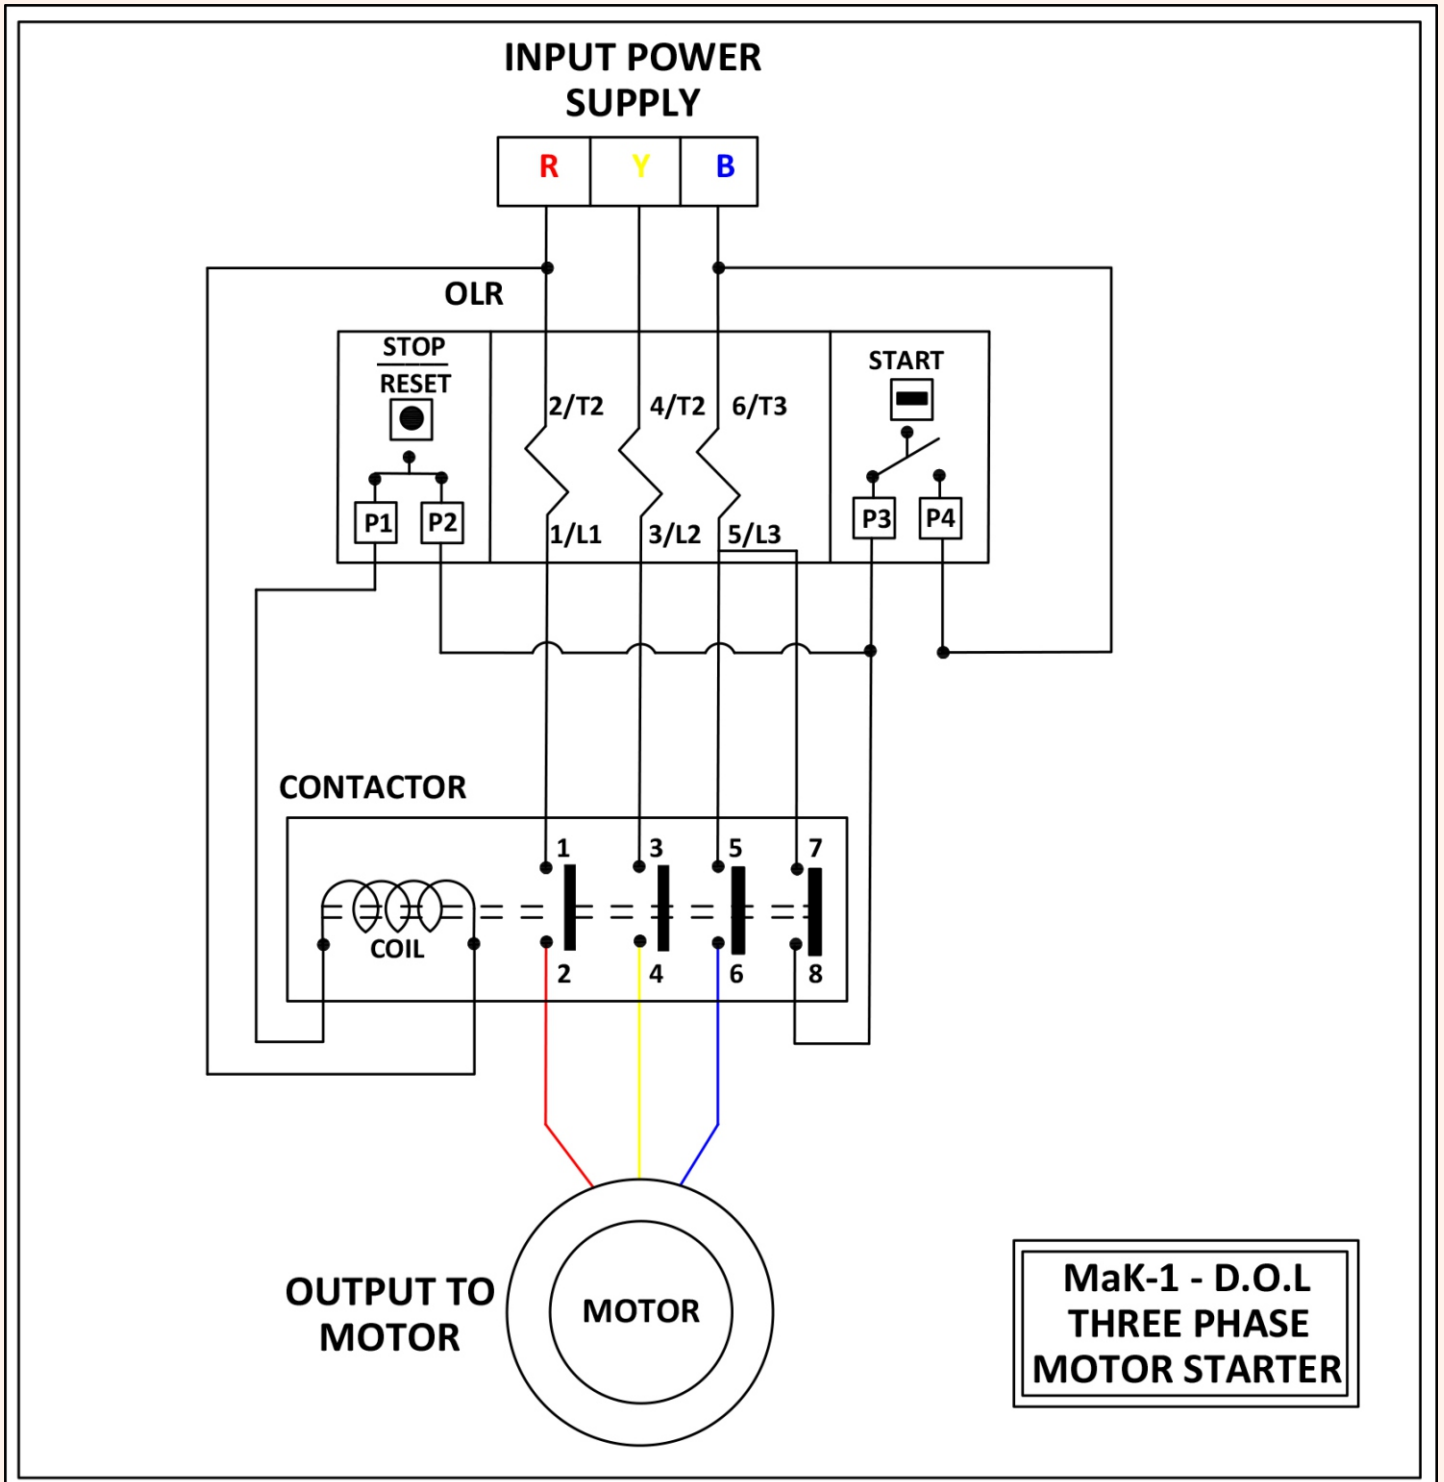 INPUT POWER
SUPPLY
R Y B
OLR
STOP
RESET
START
2/T2 4/T2 6/T3
P1 P2
1/L1 3/L2 5/L3
P3 P4
CONTACTOR
1 3 5 7
COIL
2 4 6 8
OUTPUT TO
MOTOR
MOTOR
MaK-1 - D.O.L
THREE PHASE
MOTOR STARTER